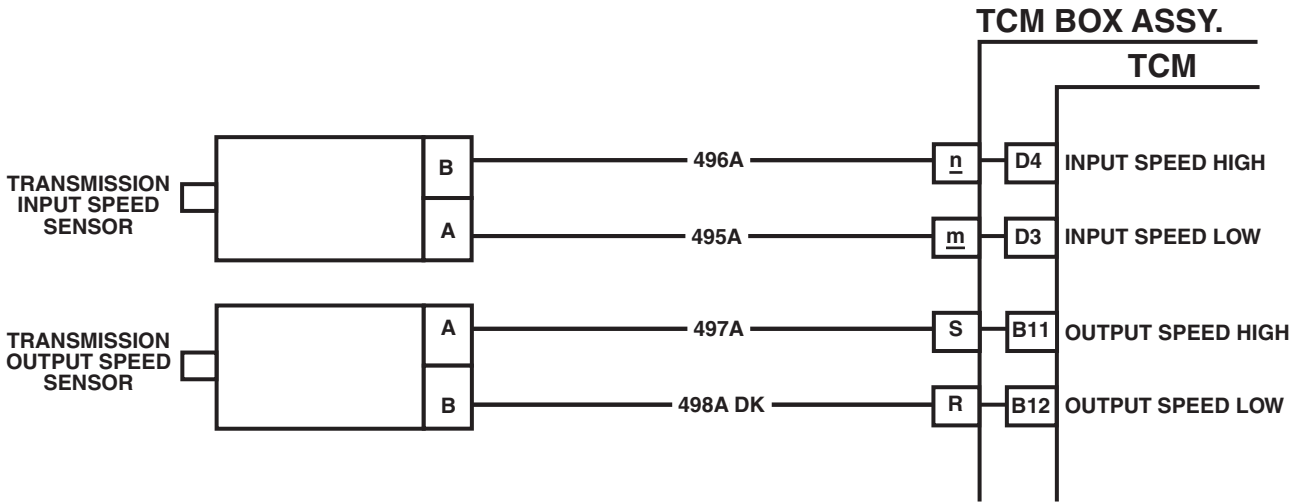 TCM BOX ASSY.
TCM
TRANSMISSION
INPUT SPEED
SENSOR
B
496A
n
D4
INPUT SPEED HIGH
A
495A
m
D3
INPUT SPEED LOW
TRANSMISSION
OUTPUT SPEED
SENSOR
A
497A
S
B11
OUTPUT SPEED HIGH
B
498A DK
R
B12
OUTPUT SPEED LOW